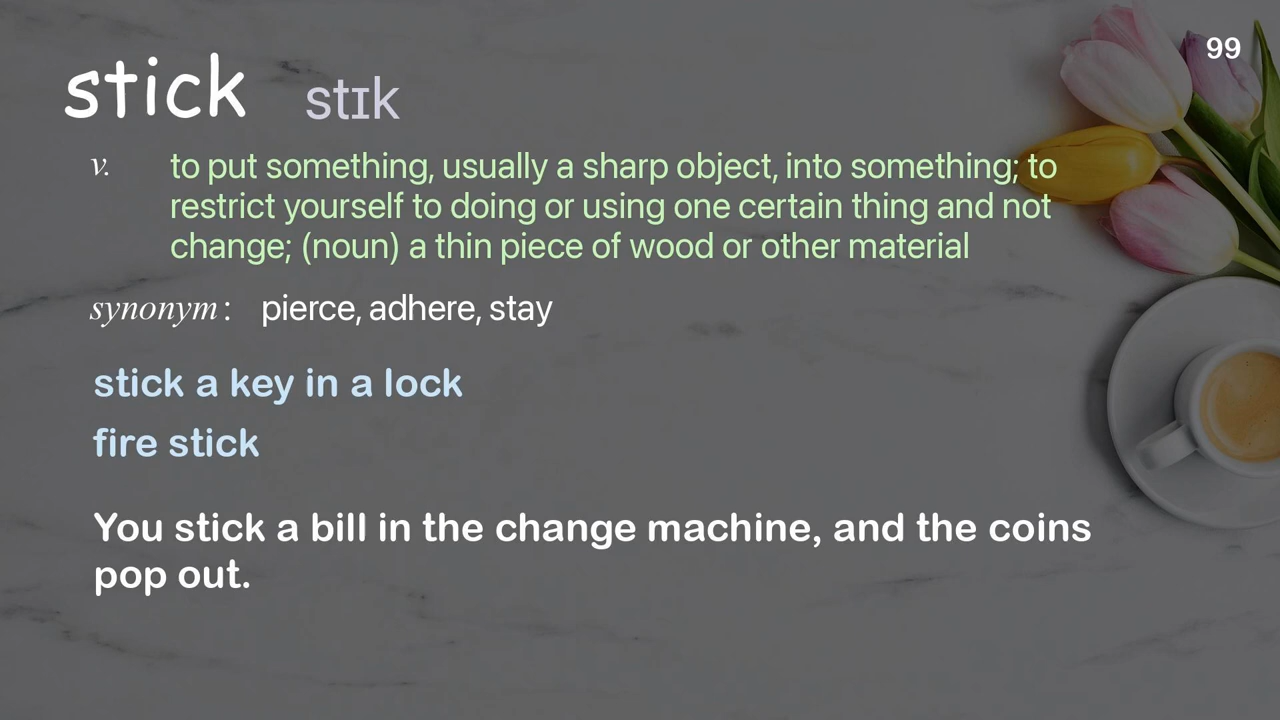 99
stick stɪk
v. to put something, usually a sharp object, into something; to
restrict yourself to doing or using one certain thing and not
change; (noun) a thin piece of wood or other material
synonym: pierce, adhere, stay
stick a key in a lock
fire stick
You stick a bill in the change machine, and the coins
pop out.